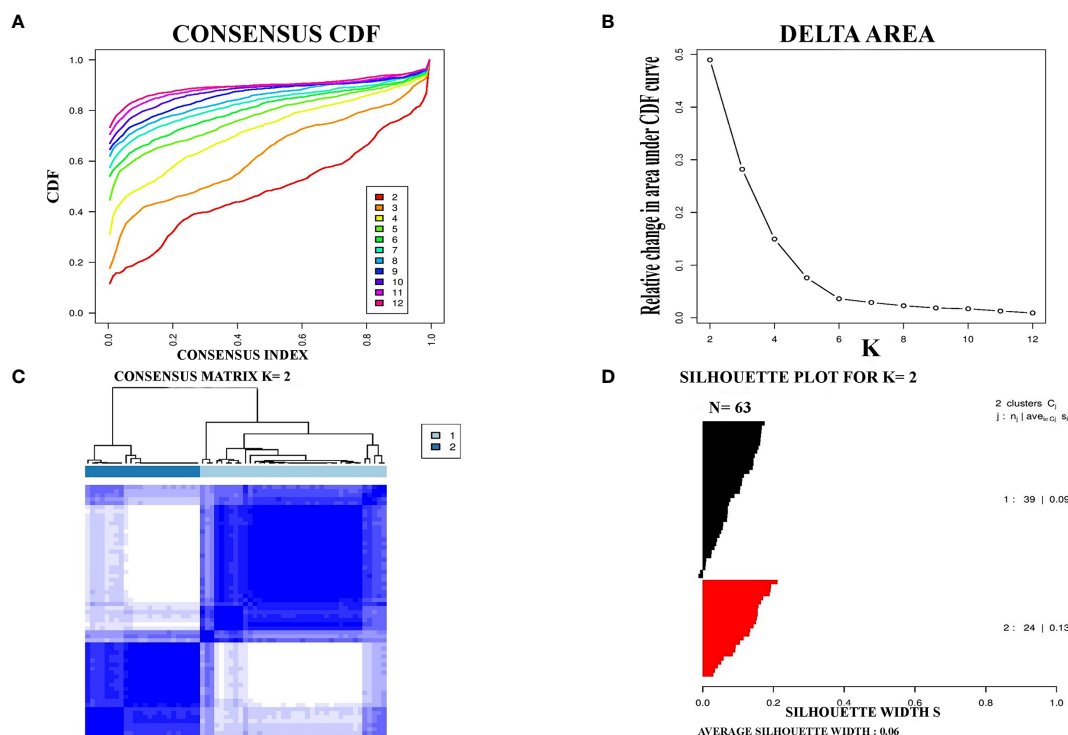 A
CONSENSUS CDF
CDF
1.0
0.8
0.6
0.4
0.2
0.0
2
3
4
5
6
7
8
9
10
11
12
0.0 0.2 0.4 0.6 0.8 1.0
CONSENSUS INDEX
B
DELTA AREA
Relative change in area under CDF curve
0.5
0.4
0.3
0.2
0.1
0.0
2 4 6 8 10 12
K
C
CONSENSUS MATRIX K= 2
1
2
D
SILHOUETTE PLOT FOR K= 2
N= 63
2 clusters Cj
j : nj | avei∈Cj si
1 : 39 | 0.09
2 : 24 | 0.13
0.0 0.2 0.4 0.6 0.8 1.0
SILHOUETTE WIDTH S
AVERAGE SILHOUETTE WIDTH : 0.06